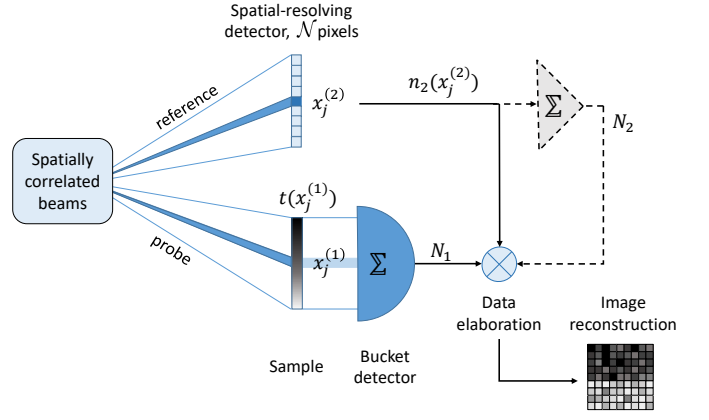 Spatial-resolving
detector, 𝒩 pixels
reference
x_j^{(2)}
n_2(x_j^{(2)})
Σ
N_2
Spatially
correlated
beams
t(x_j^{(1)})
probe
x_j^{(1)}
Σ
N_1
Data
elaboration
Image
reconstruction
Sample
Bucket
detector